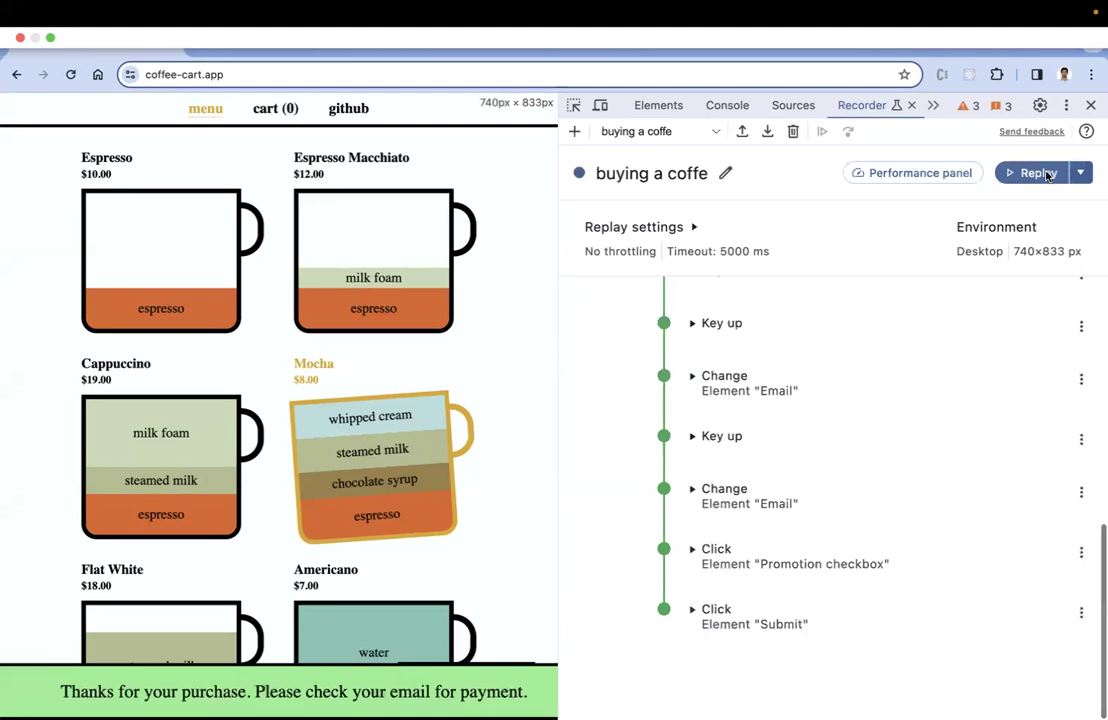 coffee-cart.app
menu
cart (0)
github
740px × 833px
Espresso
$10.00
espresso
Espresso Macchiato
$12.00
milk foam
espresso
Cappuccino
$19.00
milk foam
steamed milk
espresso
Mocha
$8.00
whipped cream
steamed milk
chocolate syrup
espresso
Flat White
$18.00
Americano
$7.00
water
Thanks for your purchase. Please check your email for payment.
Elements
Console
Sources
Recorder
3
3
buying a coffe
Send feedback
buying a coffe
Performance panel
Replay
Replay settings
No throttling
Timeout: 5000 ms
Environment
Desktop
740×833 px
Key up
Change
Element "Email"
Key up
Change
Element "Email"
Click
Element "Promotion checkbox"
Click
Element "Submit"